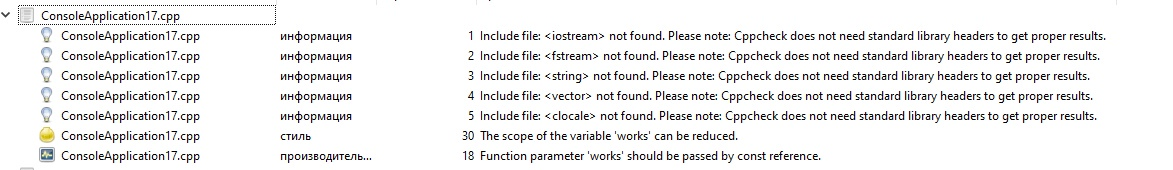 ConsoleApplication17.cpp
ConsoleApplication17.cpp информация 1 Include file: <iostream> not found. Please note: Cppcheck does not need standard library headers to get proper results.
ConsoleApplication17.cpp информация 2 Include file: <fstream> not found. Please note: Cppcheck does not need standard library headers to get proper results.
ConsoleApplication17.cpp информация 3 Include file: <string> not found. Please note: Cppcheck does not need standard library headers to get proper results.
ConsoleApplication17.cpp информация 4 Include file: <vector> not found. Please note: Cppcheck does not need standard library headers to get proper results.
ConsoleApplication17.cpp информация 5 Include file: <clocale> not found. Please note: Cppcheck does not need standard library headers to get proper results.
ConsoleApplication17.cpp стиль 30 The scope of the variable 'works' can be reduced.
ConsoleApplication17.cpp производитель... 18 Function parameter 'works' should be passed by const reference.